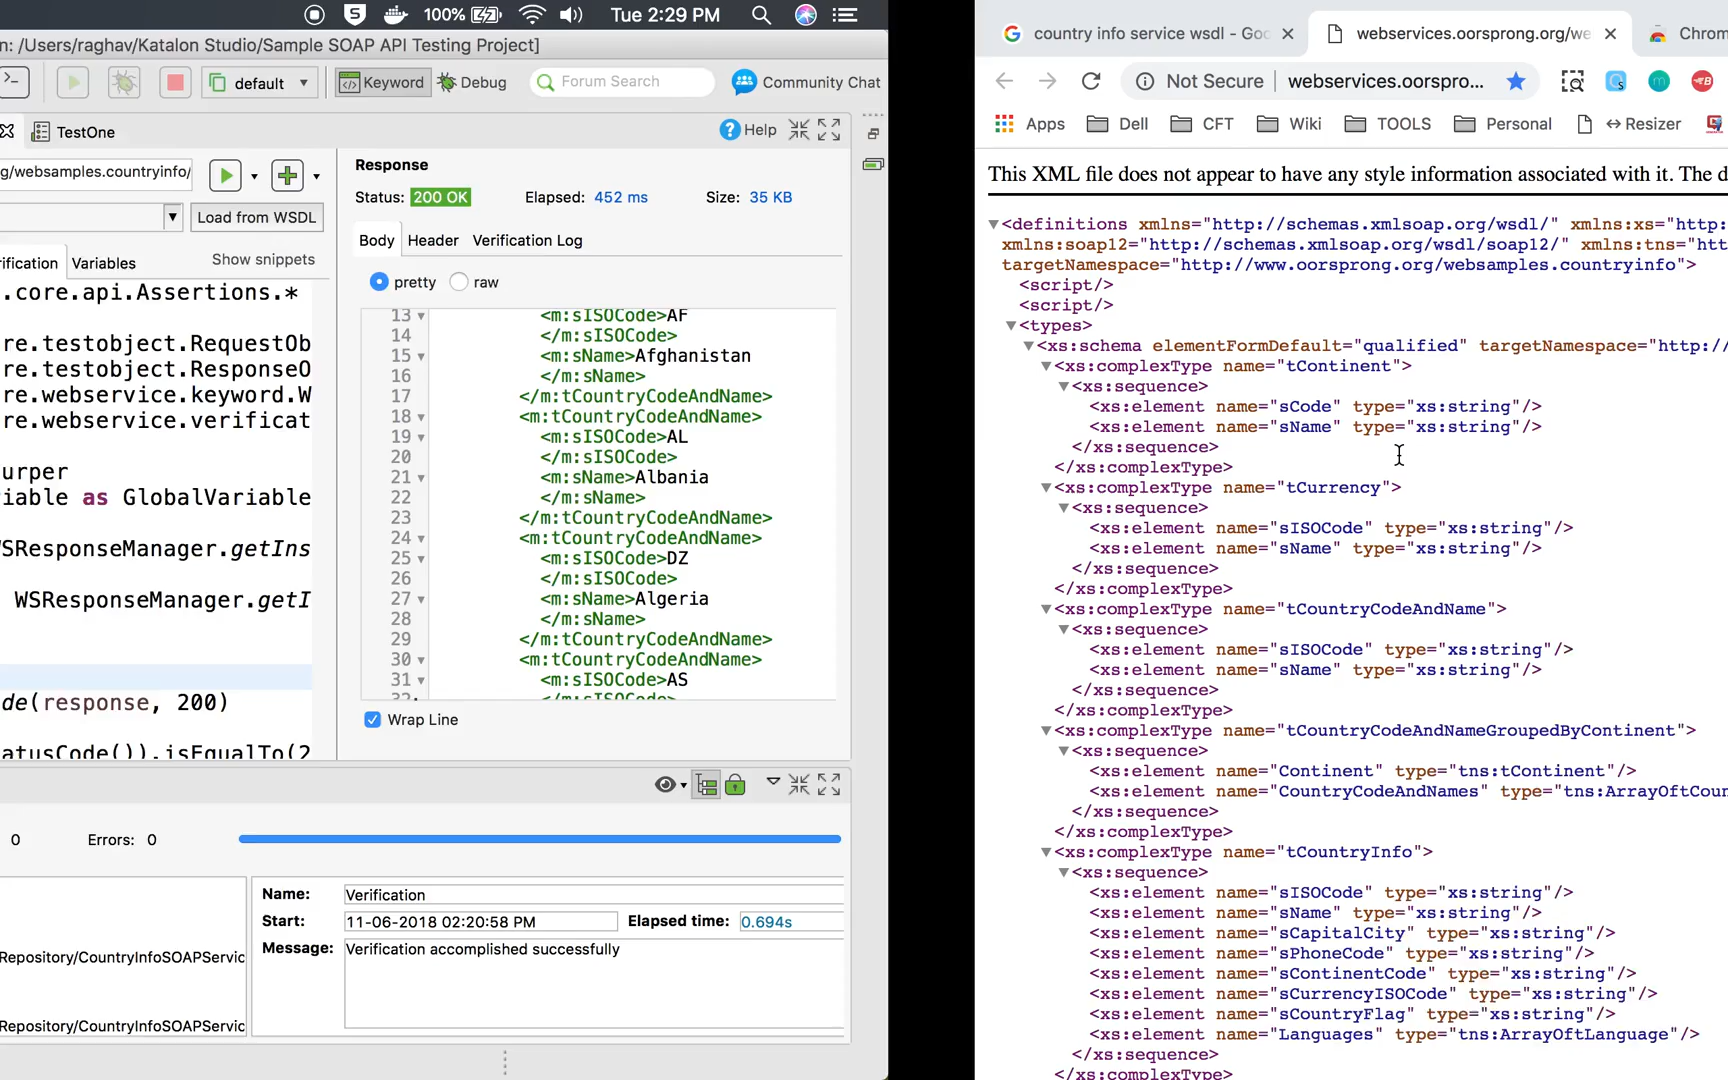 100%
Tue 2:29 PM
n: /Users/raghav/Katalon Studio/Sample SOAP API Testing Project]
default
Keyword
Debug
Forum Search
Community Chat
TestOne
Help
g/websamples.countryinfo/
Load from WSDL
rification
Variables
Show snippets
.core.api.Assertions.*
re.testobject.RequestOb
re.testobject.ResponseO
re.webservice.keyword.W
re.webservice.verificat
urper
riable as GlobalVariable
WSResponseManager.getIns
WSResponseManager.getI
de(response, 200)
atusCode()).isEqualTo(2
Response
Status: 200 OK Elapsed: 452 ms Size: 35 KB
Body Header Verification Log
pretty raw
13 <m:sISOCode>AF
14 </m:sISOCode>
15 <m:sName>Afghanistan
16 </m:sName>
17 </m:tCountryCodeAndName>
18 <m:tCountryCodeAndName>
19 <m:sISOCode>AL
20 </m:sISOCode>
21 <m:sName>Albania
22 </m:sName>
23 </m:tCountryCodeAndName>
24 <m:tCountryCodeAndName>
25 <m:sISOCode>DZ
26 </m:sISOCode>
27 <m:sName>Algeria
28 </m:sName>
29 </m:tCountryCodeAndName>
30 <m:tCountryCodeAndName>
31 <m:sISOCode>AS
32 </m:sISOCode>
Wrap Line
0 Errors: 0
Repository/CountryInfoSOAPServic
Repository/CountryInfoSOAPServic
Name: Verification
Start: 11-06-2018 02:20:58 PM Elapsed time: 0.694s
Message: Verification accomplished successfully
country info service wsdl - Goo
webservices.oorsprong.org/we
Chrom
Not Secure | webservices.oorspro...
Apps Dell CFT Wiki TOOLS Personal ↔Resizer
This XML file does not appear to have any style information associated with it. The d
<definitions xmlns="http://schemas.xmlsoap.org/wsdl/" xmlns:xs="http:
xmlns:soap12="http://schemas.xmlsoap.org/wsdl/soap12/" xmlns:tns="htt
targetNamespace="http://www.oorsprong.org/websamples.countryinfo">
<script/>
<script/>
<types>
<xs:schema elementFormDefault="qualified" targetNamespace="http://
<xs:complexType name="tContinent">
<xs:sequence>
<xs:element name="sCode" type="xs:string"/>
<xs:element name="sName" type="xs:string"/>
</xs:sequence>
</xs:complexType>
<xs:complexType name="tCurrency">
<xs:sequence>
<xs:element name="sISOCode" type="xs:string"/>
<xs:element name="sName" type="xs:string"/>
</xs:sequence>
</xs:complexType>
<xs:complexType name="tCountryCodeAndName">
<xs:sequence>
<xs:element name="sISOCode" type="xs:string"/>
<xs:element name="sName" type="xs:string"/>
</xs:sequence>
</xs:complexType>
<xs:complexType name="tCountryCodeAndNameGroupedByContinent">
<xs:sequence>
<xs:element name="Continent" type="tns:tContinent"/>
<xs:element name="CountryCodeAndNames" type="tns:ArrayOftCoun
</xs:sequence>
</xs:complexType>
<xs:complexType name="tCountryInfo">
<xs:sequence>
<xs:element name="sISOCode" type="xs:string"/>
<xs:element name="sName" type="xs:string"/>
<xs:element name="sCapitalCity" type="xs:string"/>
<xs:element name="sPhoneCode" type="xs:string"/>
<xs:element name="sContinentCode" type="xs:string"/>
<xs:element name="sCurrencyISOCode" type="xs:string"/>
<xs:element name="sCountryFlag" type="xs:string"/>
<xs:element name="Languages" type="tns:ArrayOftLanguage"/>
</xs:sequence>
</xs:complexType>